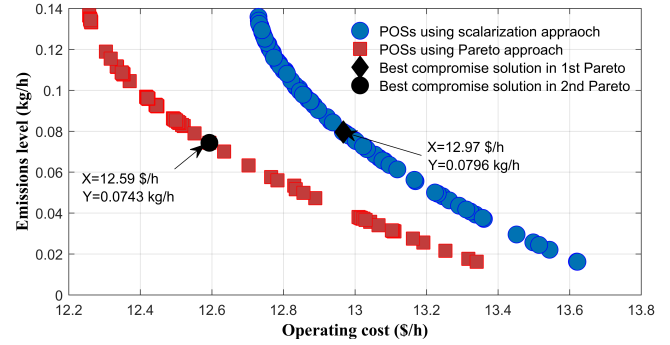 0.14
0.12
0.1
0.08
0.06
0.04
0.02
0
Emissions level (kg/h)
POSs using scalarization appraoch
POSs using Pareto approach
Best compromise solution in 1st Pareto
Best compromise solution in 2nd Pareto
X=12.97 $/h
Y=0.0796 kg/h
X=12.59 $/h
Y=0.0743 kg/h
12.2 12.4 12.6 12.8 13 13.2 13.4 13.6 13.8
Operating cost ($/h)